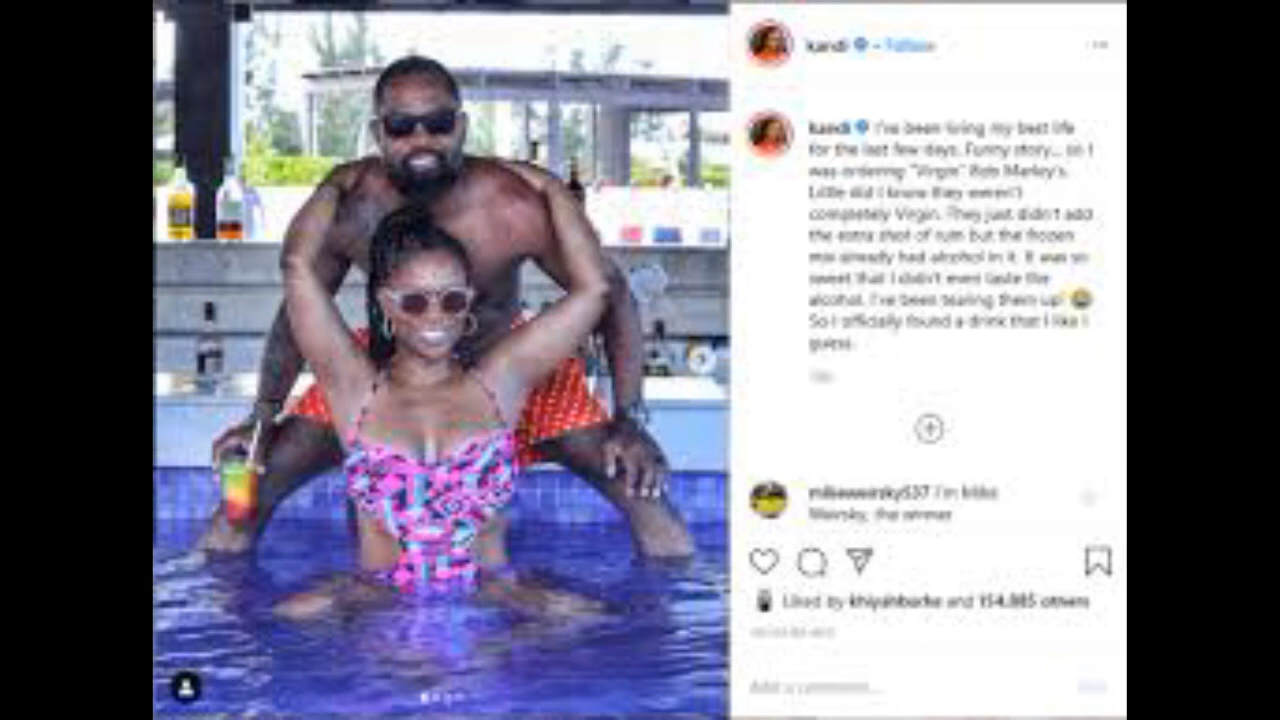 kandi • Follow
kandi I've been living my best life
for the last few days. Funny story... so I
was ordering "Virgin" Bob Marley's.
Little did I know they weren't
completely Virgin. They just didn't add
the extra shot of rum but the frozen
mix already had alcohol in it. It was so
sweet that I didn't even taste the
alcohol. I've been tearing them up! 😂
So I officially found a drink that I like I
guess.
mikeweirsky537 I'm Mike
Weirsky, the winner
Liked by khiyahburke and 154,885 others
Add a comment...